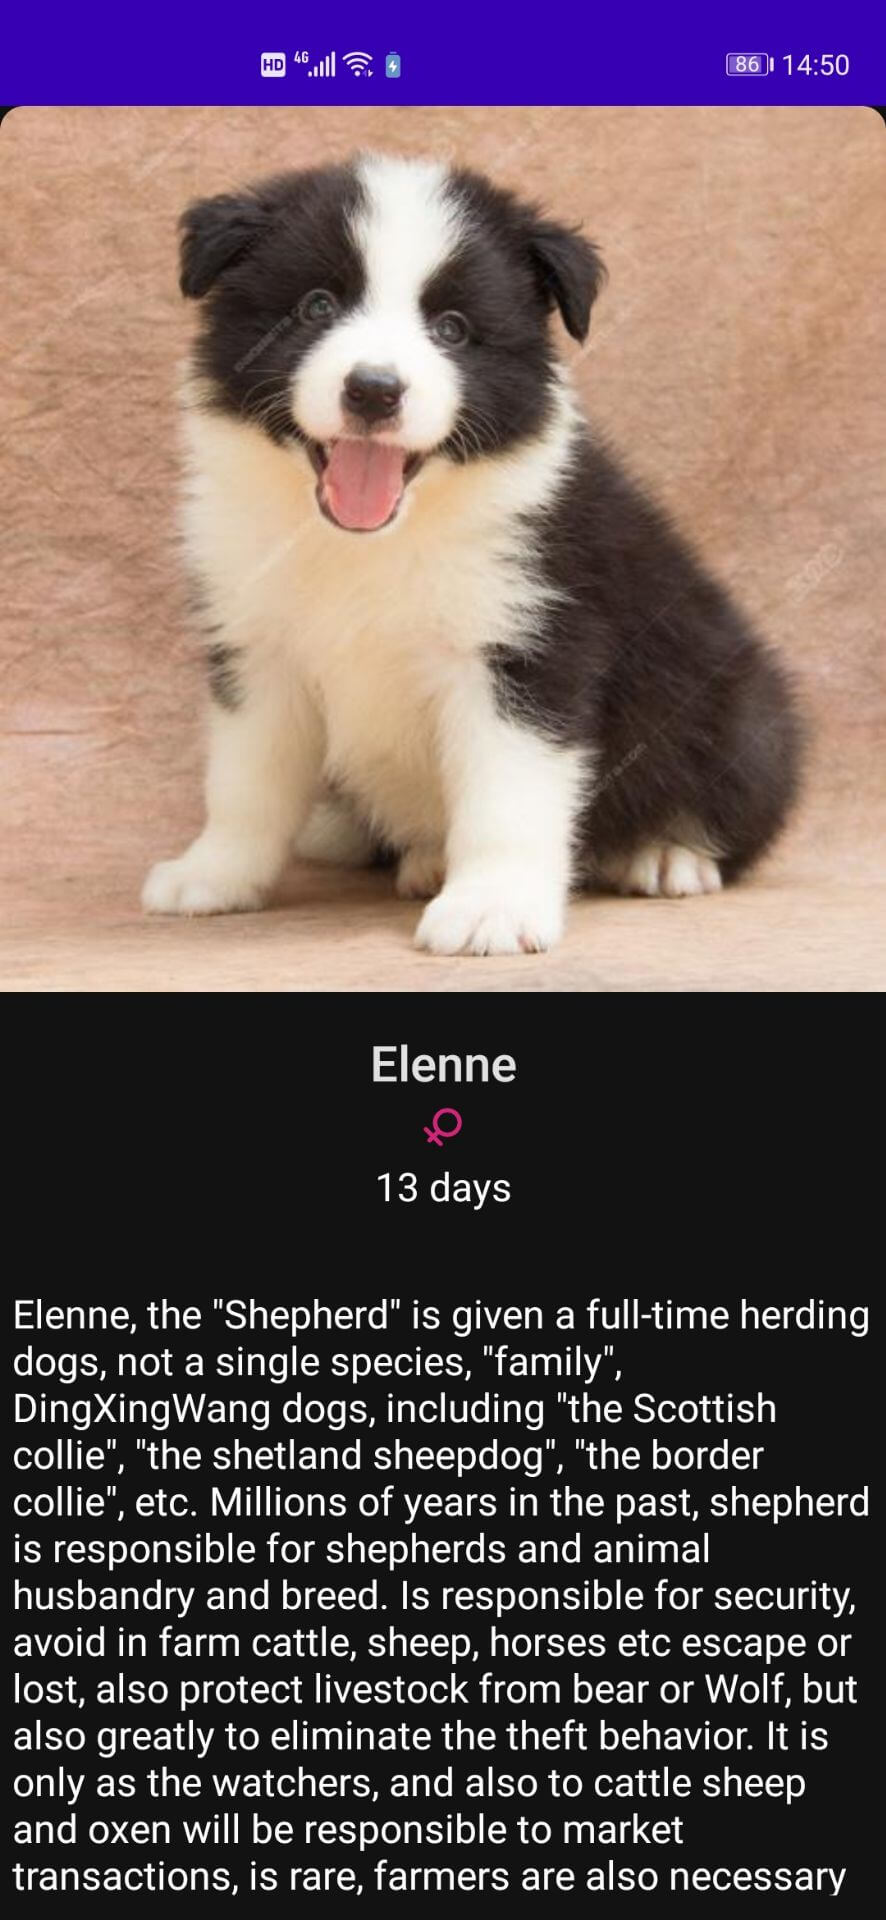 HD 4G 86 14:50
Elenne
13 days
Elenne, the "Shepherd" is given a full-time herding
dogs, not a single species, "family",
DingXingWang dogs, including "the Scottish
collie", "the shetland sheepdog", "the border
collie", etc. Millions of years in the past, shepherd
is responsible for shepherds and animal
husbandry and breed. Is responsible for security,
avoid in farm cattle, sheep, horses etc escape or
lost, also protect livestock from bear or Wolf, but
also greatly to eliminate the theft behavior. It is
only as the watchers, and also to cattle sheep
and oxen will be responsible to market
transactions, is rare, farmers are also necessary